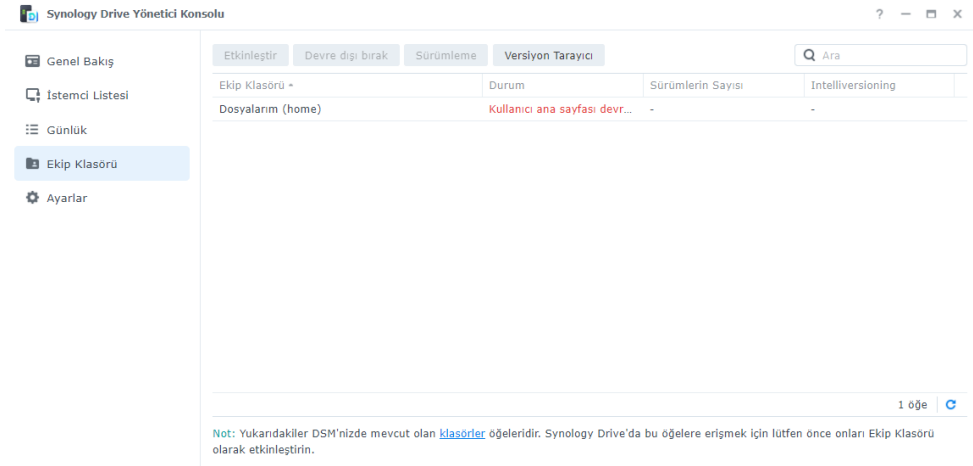 Synology Drive Yönetici Konsolu
Genel Bakış
İstemci Listesi
Günlük
Ekip Klasörü
Ayarlar
Etkinleştir Devre dışı bırak Sürümleme Versiyon Tarayıcı Ara
Ekip Klasörü Durum Sürümlerin Sayısı Intelliversioning
Dosyalarım (home) Kullanıcı ana sayfası devr... - -
1 öğe
Not: Yukarıdakiler DSM'nizde mevcut olan klasörler öğeleridir. Synology Drive'da bu öğelere erişmek için lütfen önce onları Ekip Klasörü
olarak etkinleştirin.